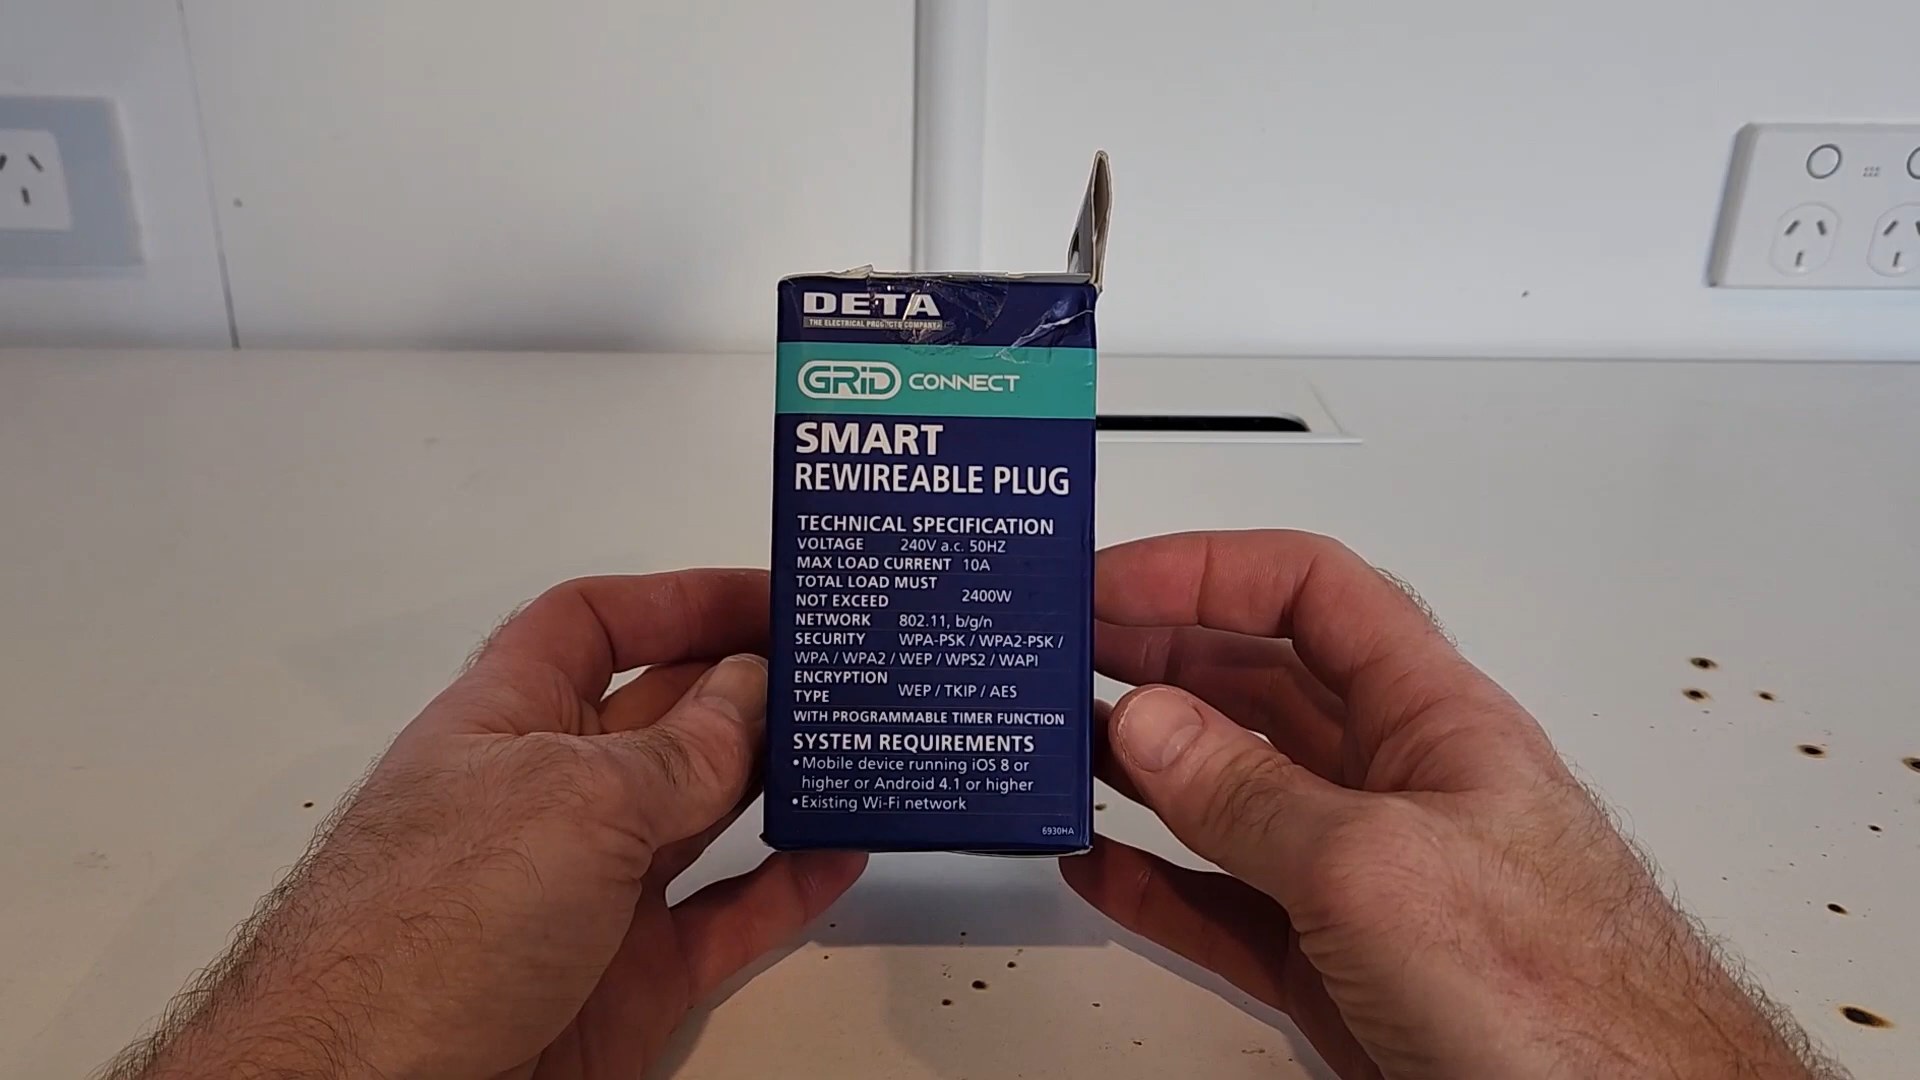 DETA
THE ELECTRICAL PRODUCTS COMPANY
GRiD CONNECT
SMART
REWIREABLE PLUG
TECHNICAL SPECIFICATION
VOLTAGE 240V a.c. 50HZ
MAX LOAD CURRENT 10A
TOTAL LOAD MUST
NOT EXCEED 2400W
NETWORK 802.11, b/g/n
SECURITY WPA-PSK / WPA2-PSK /
WPA / WPA2 / WEP / WPS2 / WAPI
ENCRYPTION
TYPE WEP / TKIP / AES
WITH PROGRAMMABLE TIMER FUNCTION
SYSTEM REQUIREMENTS
• Mobile device running iOS 8 or
higher or Android 4.1 or higher
• Existing Wi-Fi network
6930HA